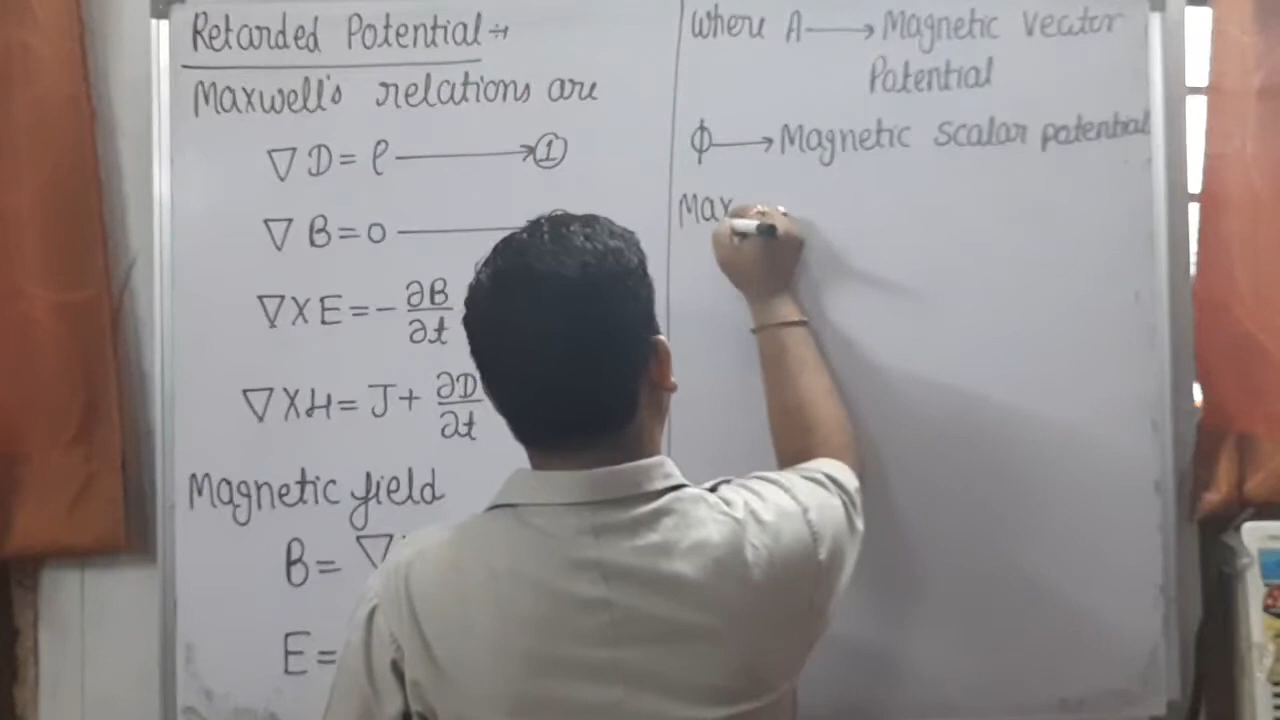 Retarded Potential÷
Maxwell's relations are
∇ D = ρ ⟶ ①
∇ B = 0
∇ X E = - ∂B/∂t
∇ X H = J + ∂D/∂t
Magnetic field
B = ∇
E =
where A ⟶ Magnetic Vector
Potential
ϕ ⟶ Magnetic scalar potential
Max